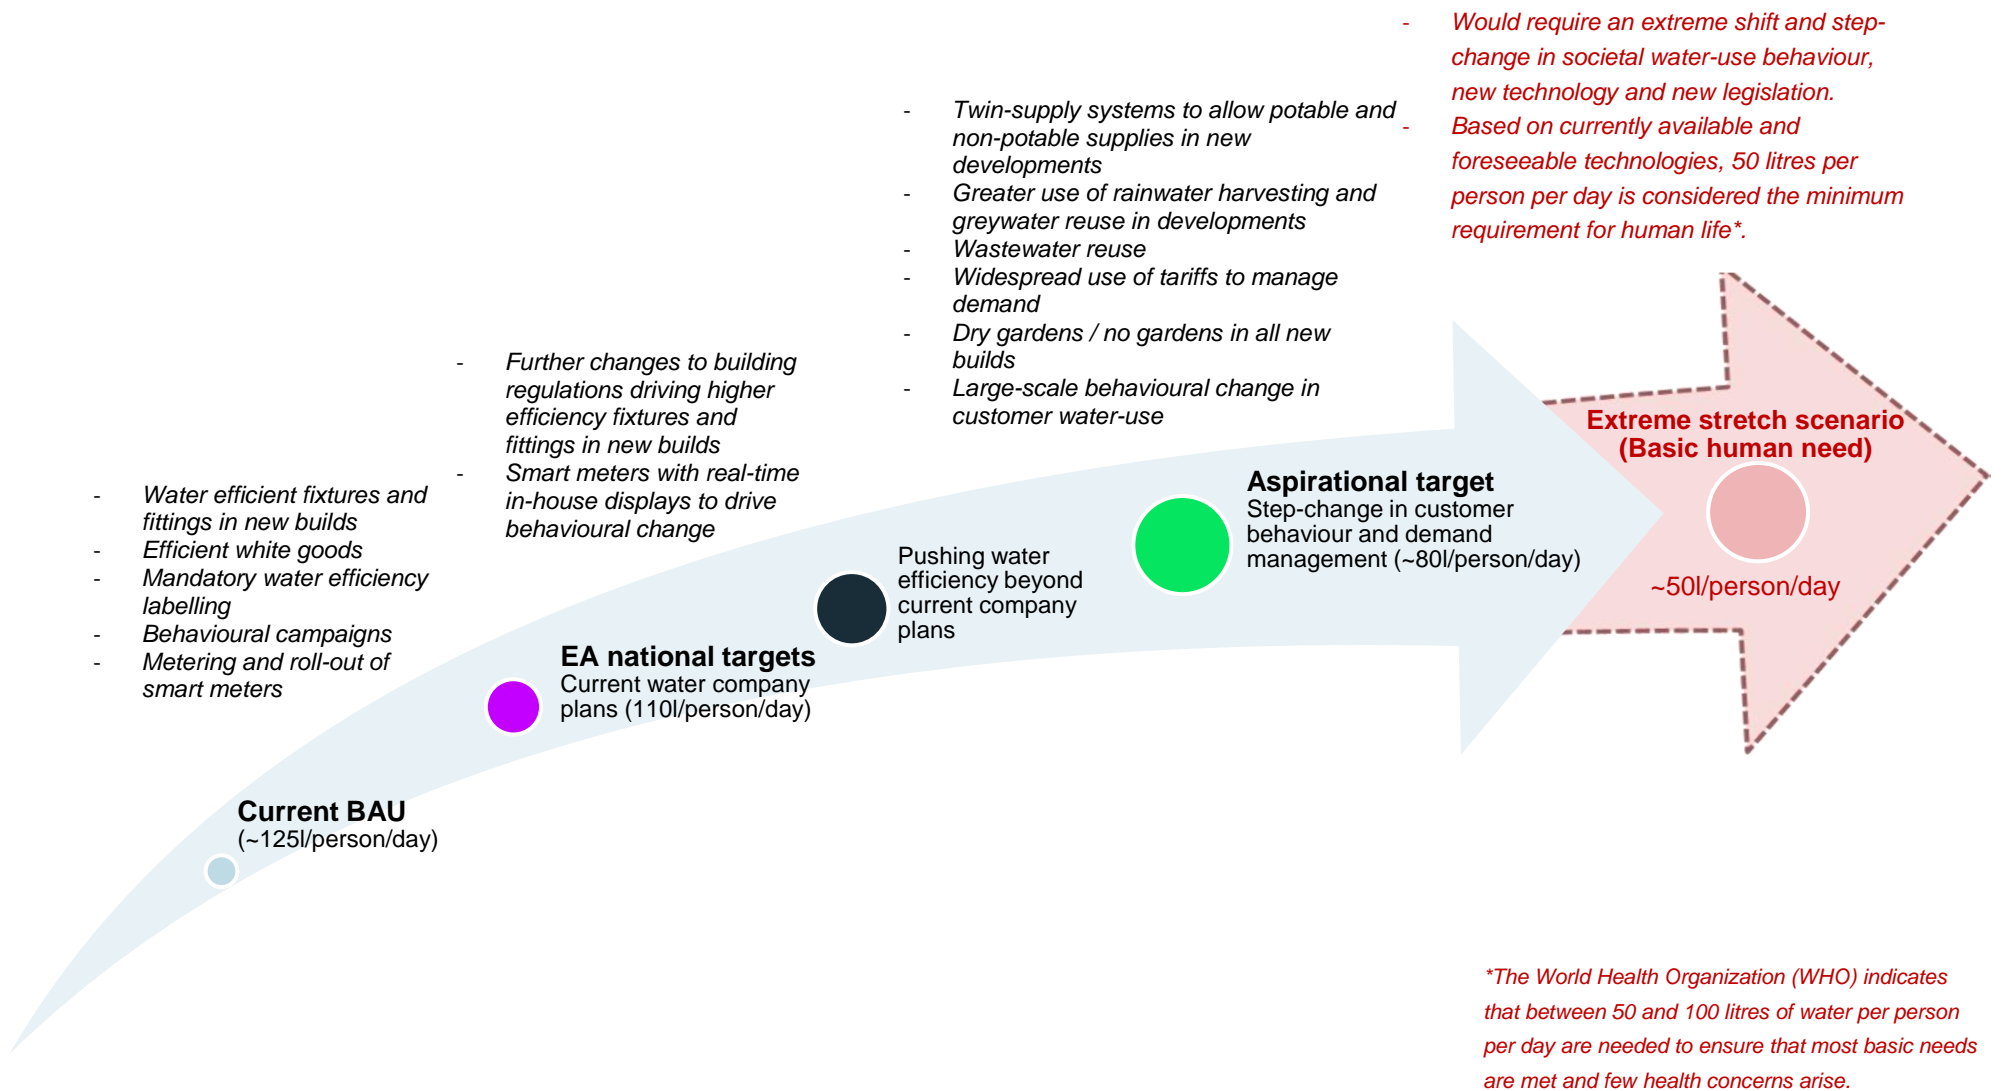 - Water efficient fixtures and
fittings in new builds
- Efficient white goods
- Mandatory water efficiency
labelling
- Behavioural campaigns
- Metering and roll-out of
smart meters
- Further changes to building
regulations driving higher
efficiency fixtures and
fittings in new builds
- Smart meters with real-time
in-house displays to drive
behavioural change
- Twin-supply systems to allow potable and
non-potable supplies in new
developments
- Greater use of rainwater harvesting and
greywater reuse in developments
- Wastewater reuse
- Widespread use of tariffs to manage
demand
- Dry gardens / no gardens in all new
builds
- Large-scale behavioural change in
customer water-use
- Would require an extreme shift and step-
change in societal water-use behaviour,
new technology and new legislation.
- Based on currently available and
foreseeable technologies, 50 litres per
person per day is considered the minimum
requirement for human life*.
Current BAU
(~125l/person/day)
EA national targets
Current water company
plans (110l/person/day)
Pushing water
efficiency beyond
current company
plans
Aspirational target
Step-change in customer
behaviour and demand
management (~80l/person/day)
Extreme stretch scenario
(Basic human need)
~50l/person/day
*The World Health Organization (WHO) indicates
that between 50 and 100 litres of water per person
per day are needed to ensure that most basic needs
are met and few health concerns arise.